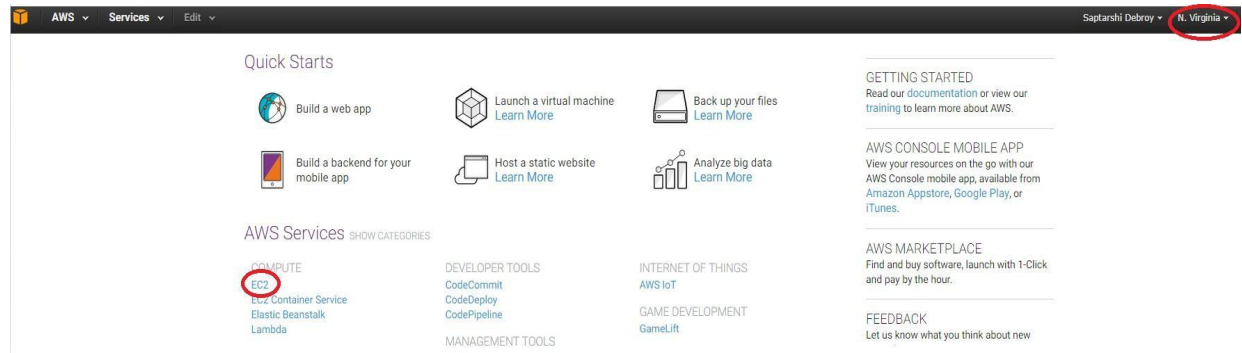 AWS Services Edit Saptarshi Debroy N. Virginia
Quick Starts
Build a web app
Launch a virtual machine
Learn More
Back up your files
Learn More
Build a backend for your
mobile app
Host a static website
Learn More
Analyze big data
Learn More
AWS Services SHOW CATEGORIES
COMPUTE
EC2
EC2 Container Service
Elastic Beanstalk
Lambda
DEVELOPER TOOLS
CodeCommit
CodeDeploy
CodePipeline
MANAGEMENT TOOLS
INTERNET OF THINGS
AWS IoT
GAME DEVELOPMENT
GameLift
GETTING STARTED
Read our documentation or view our
training to learn more about AWS.
AWS CONSOLE MOBILE APP
View your resources on the go with our
AWS Console mobile app, available from
Amazon Appstore, Google Play, or
iTunes.
AWS MARKETPLACE
Find and buy software, launch with 1-Click
and pay by the hour.
FEEDBACK
Let us know what you think about new